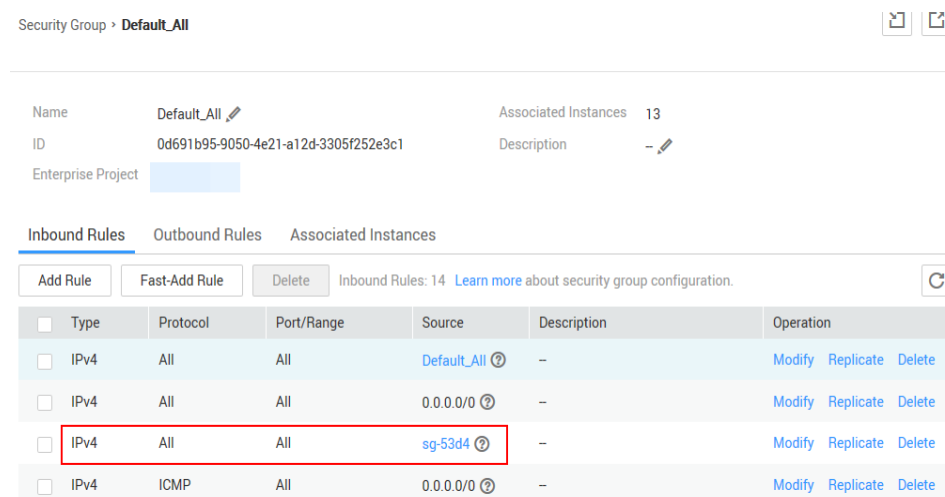 Security Group > Default_All
Name Default_All Associated Instances 13
ID 0d691b95-9050-4e21-a12d-3305f252e3c1 Description --
Enterprise Project
Inbound Rules Outbound Rules Associated Instances
Add Rule Fast-Add Rule Delete Inbound Rules: 14 Learn more about security group configuration.
Type Protocol Port/Range Source Description Operation
IPv4 All All Default_All ? -- Modify Replicate Delete
IPv4 All All 0.0.0.0/0 ? -- Modify Replicate Delete
IPv4 All All sg-53d4 ? -- Modify Replicate Delete
IPv4 ICMP All 0.0.0.0/0 ? -- Modify Replicate Delete